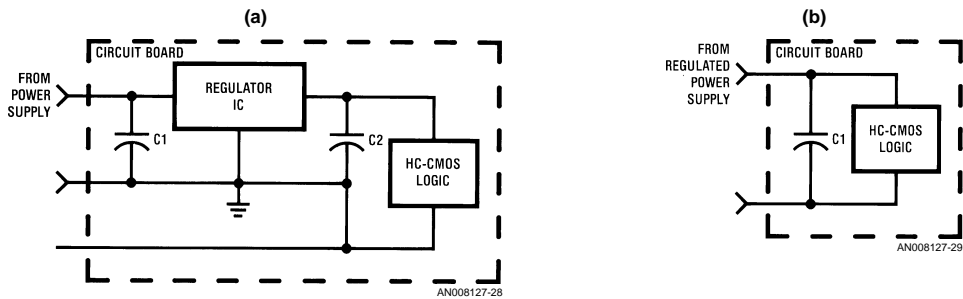 (a)
CIRCUIT BOARD
FROM
POWER
SUPPLY
REGULATOR
IC
C1
C2
HC-CMOS
LOGIC
AN008127-28
(b)
FROM
REGULATED
POWER
SUPPLY
CIRCUIT BOARD
C1
HC-CMOS
LOGIC
AN008127-29